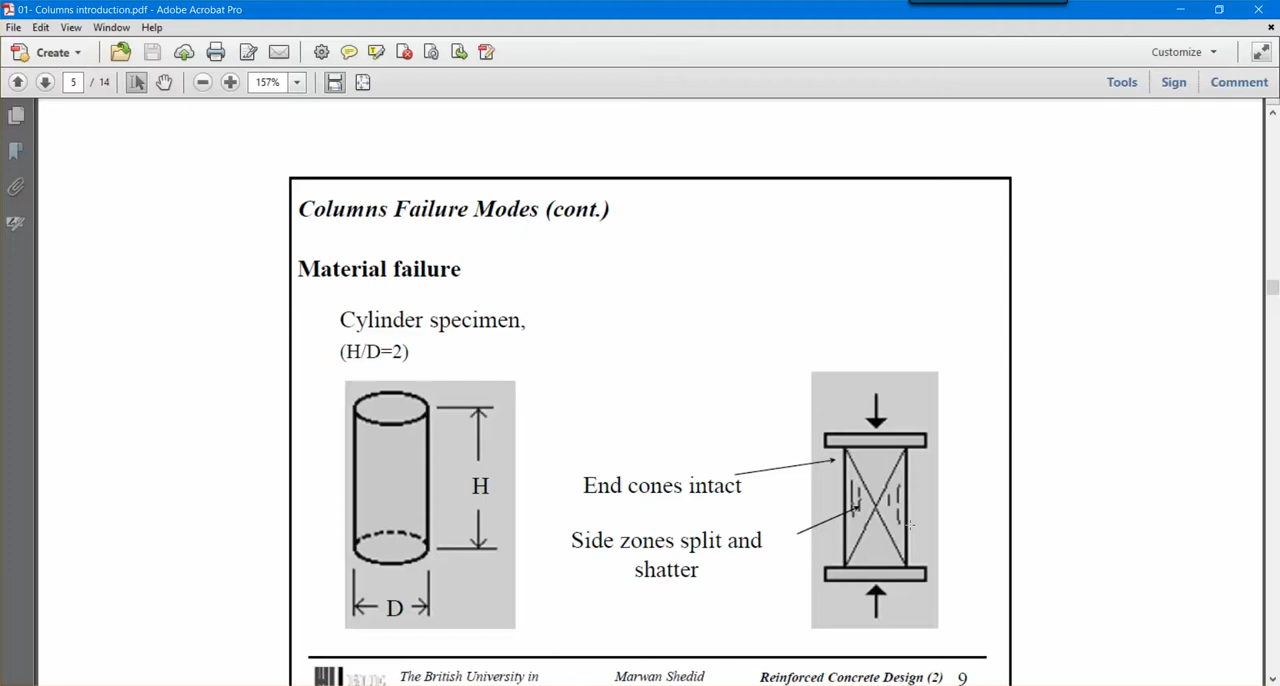 01- Columns introduction.pdf - Adobe Acrobat Pro
File Edit View Window Help
Create Customize
5 / 14 157% Tools Sign Comment
Columns Failure Modes (cont.)
Material failure
Cylinder specimen,
(H/D=2)
H
D
End cones intact
Side zones split and
shatter
The British University in Marwan Shedid Reinforced Concrete Design (2) 9